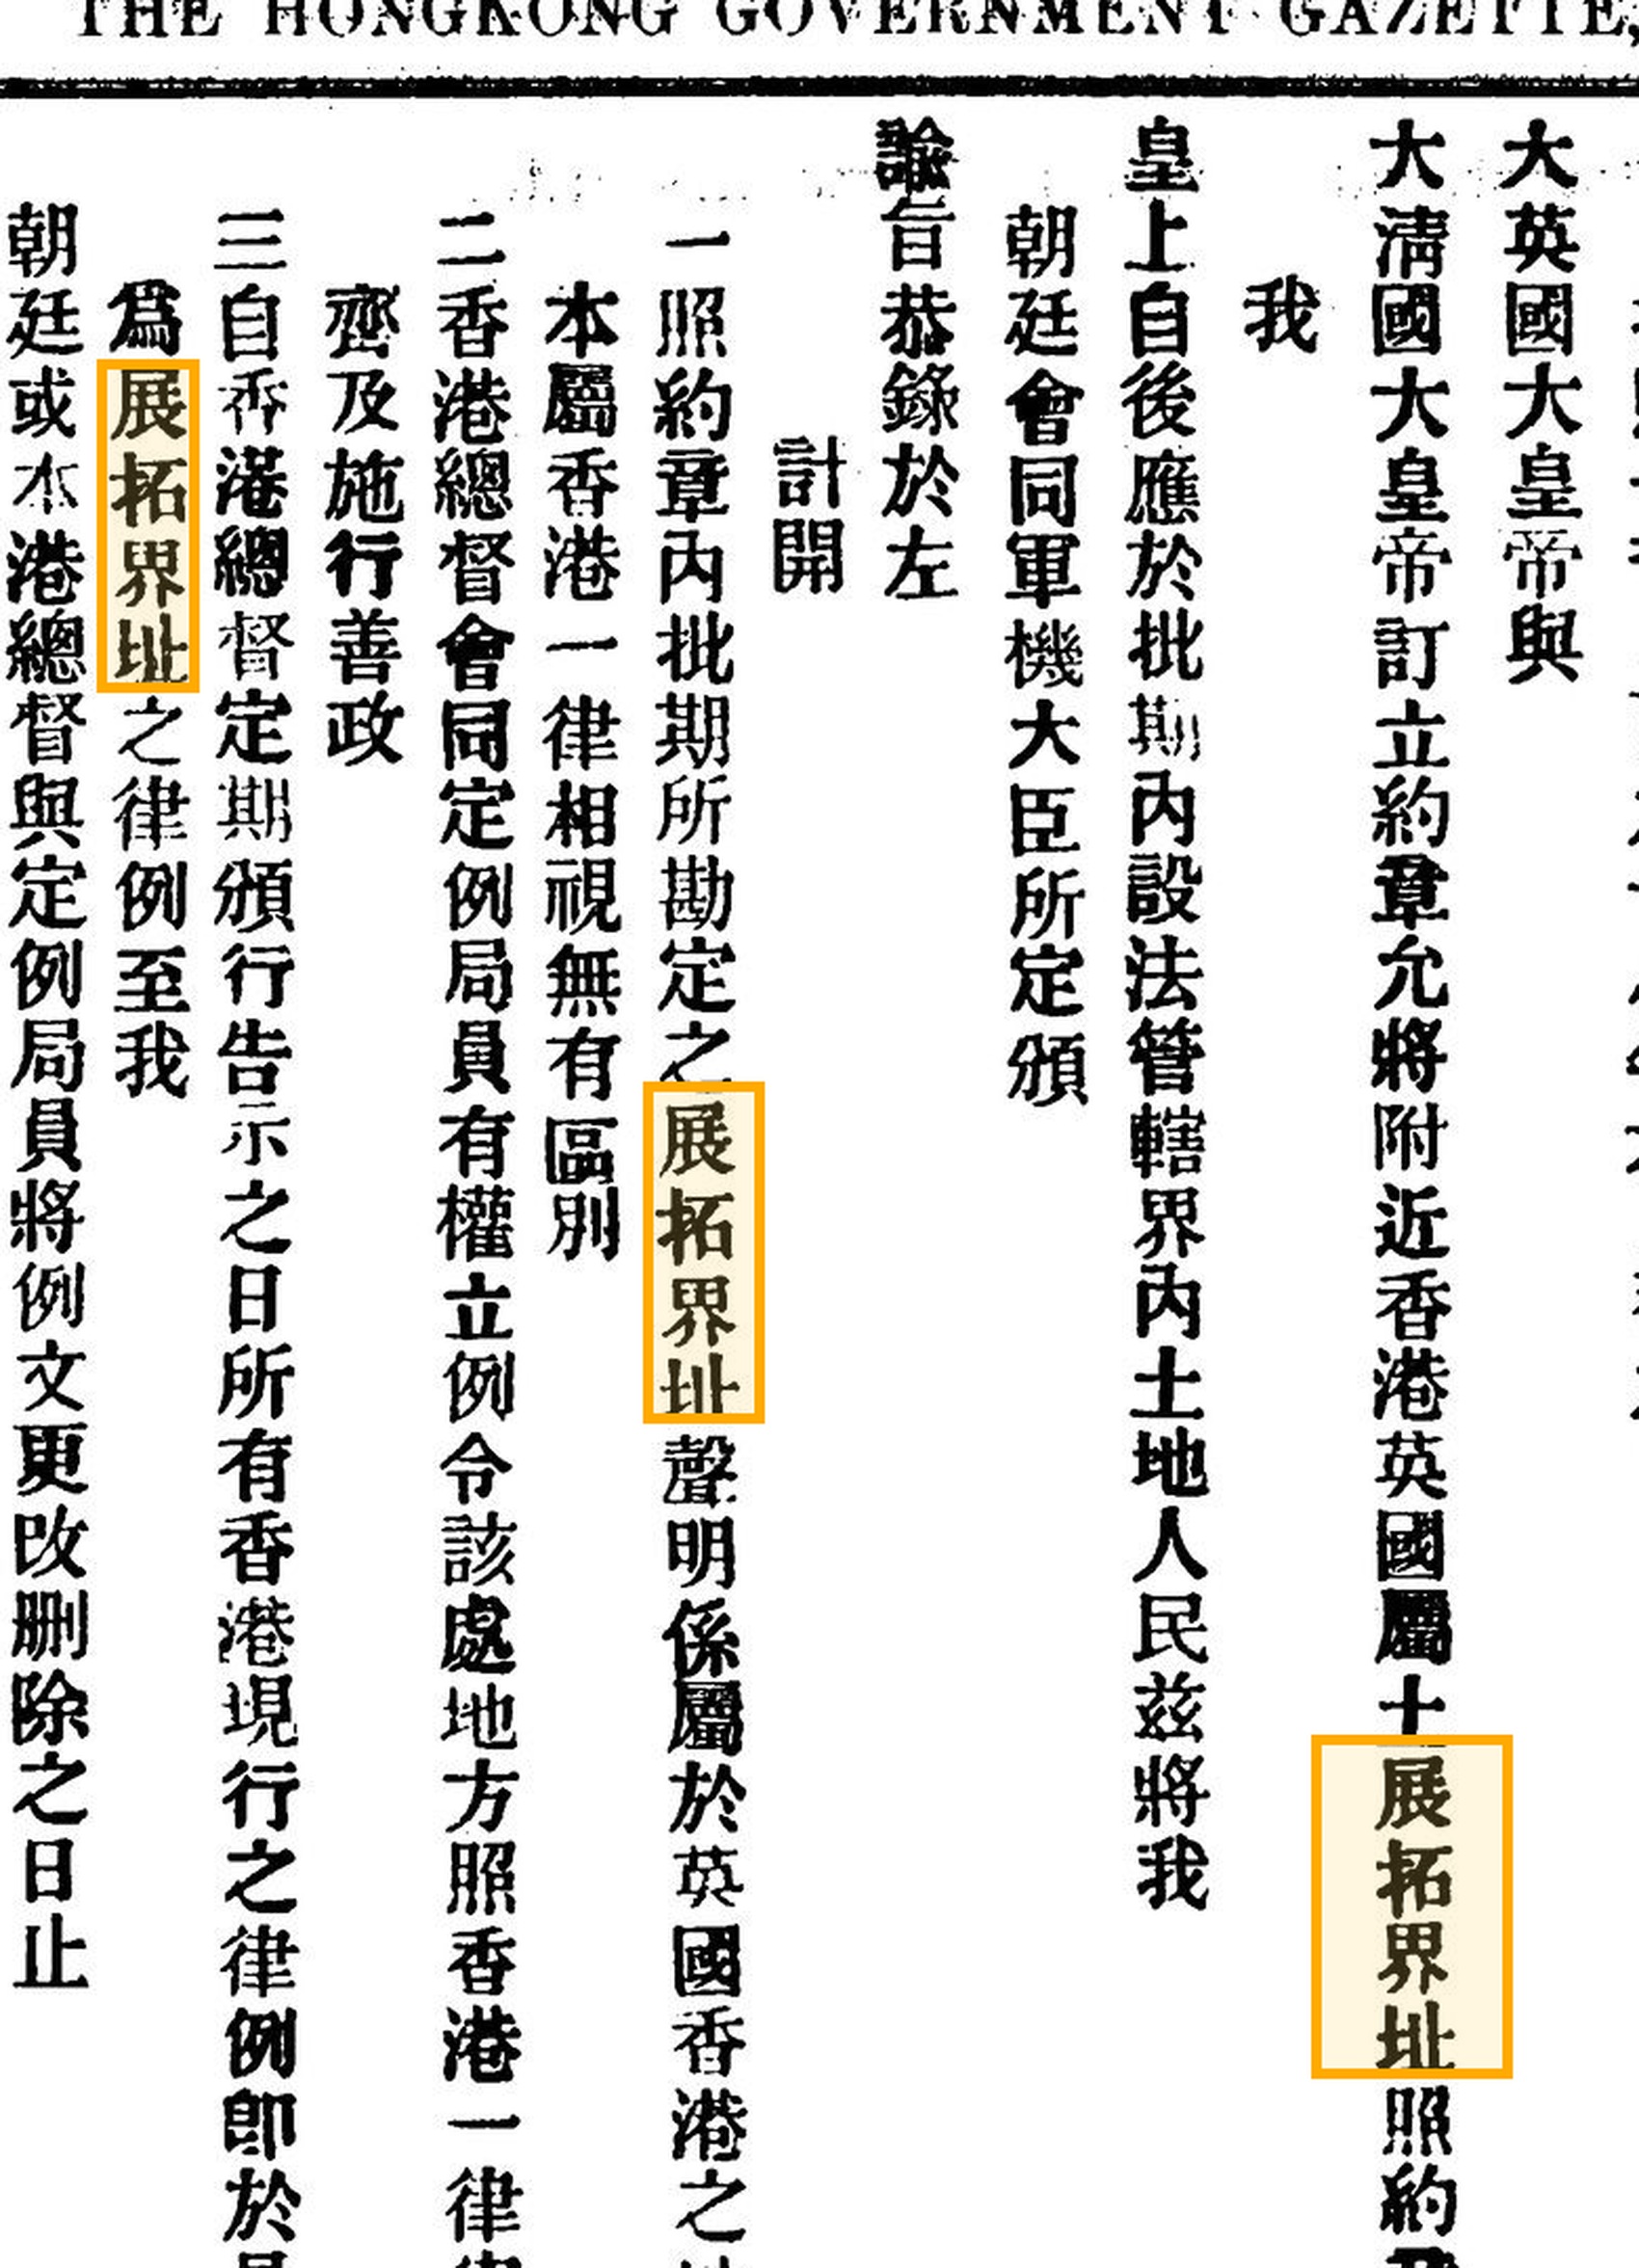 THE HONGKONG GOVERNMENT GAZETTE,
大英國大皇帝與
大清國大皇帝訂立約章允將附近香港英國屬土展拓界址照約
我
皇上自後應於批期內設法管轄界內土地人民茲將我
朝廷會同軍機大臣所定頒
諭旨恭錄於左
計開
一照約章內批期所勘定之展拓界址聲明係屬於英國香港之
本屬香港一律相視無有區別
二香港總督會同定例局員有權立例令該處地方照香港一律
齊及施行善政
三自香港總督定期頒行告示之日所有香港現行之律例即於
爲展拓界址之律例至我
朝廷或本港總督與定例局員將例文更改刪除之日止